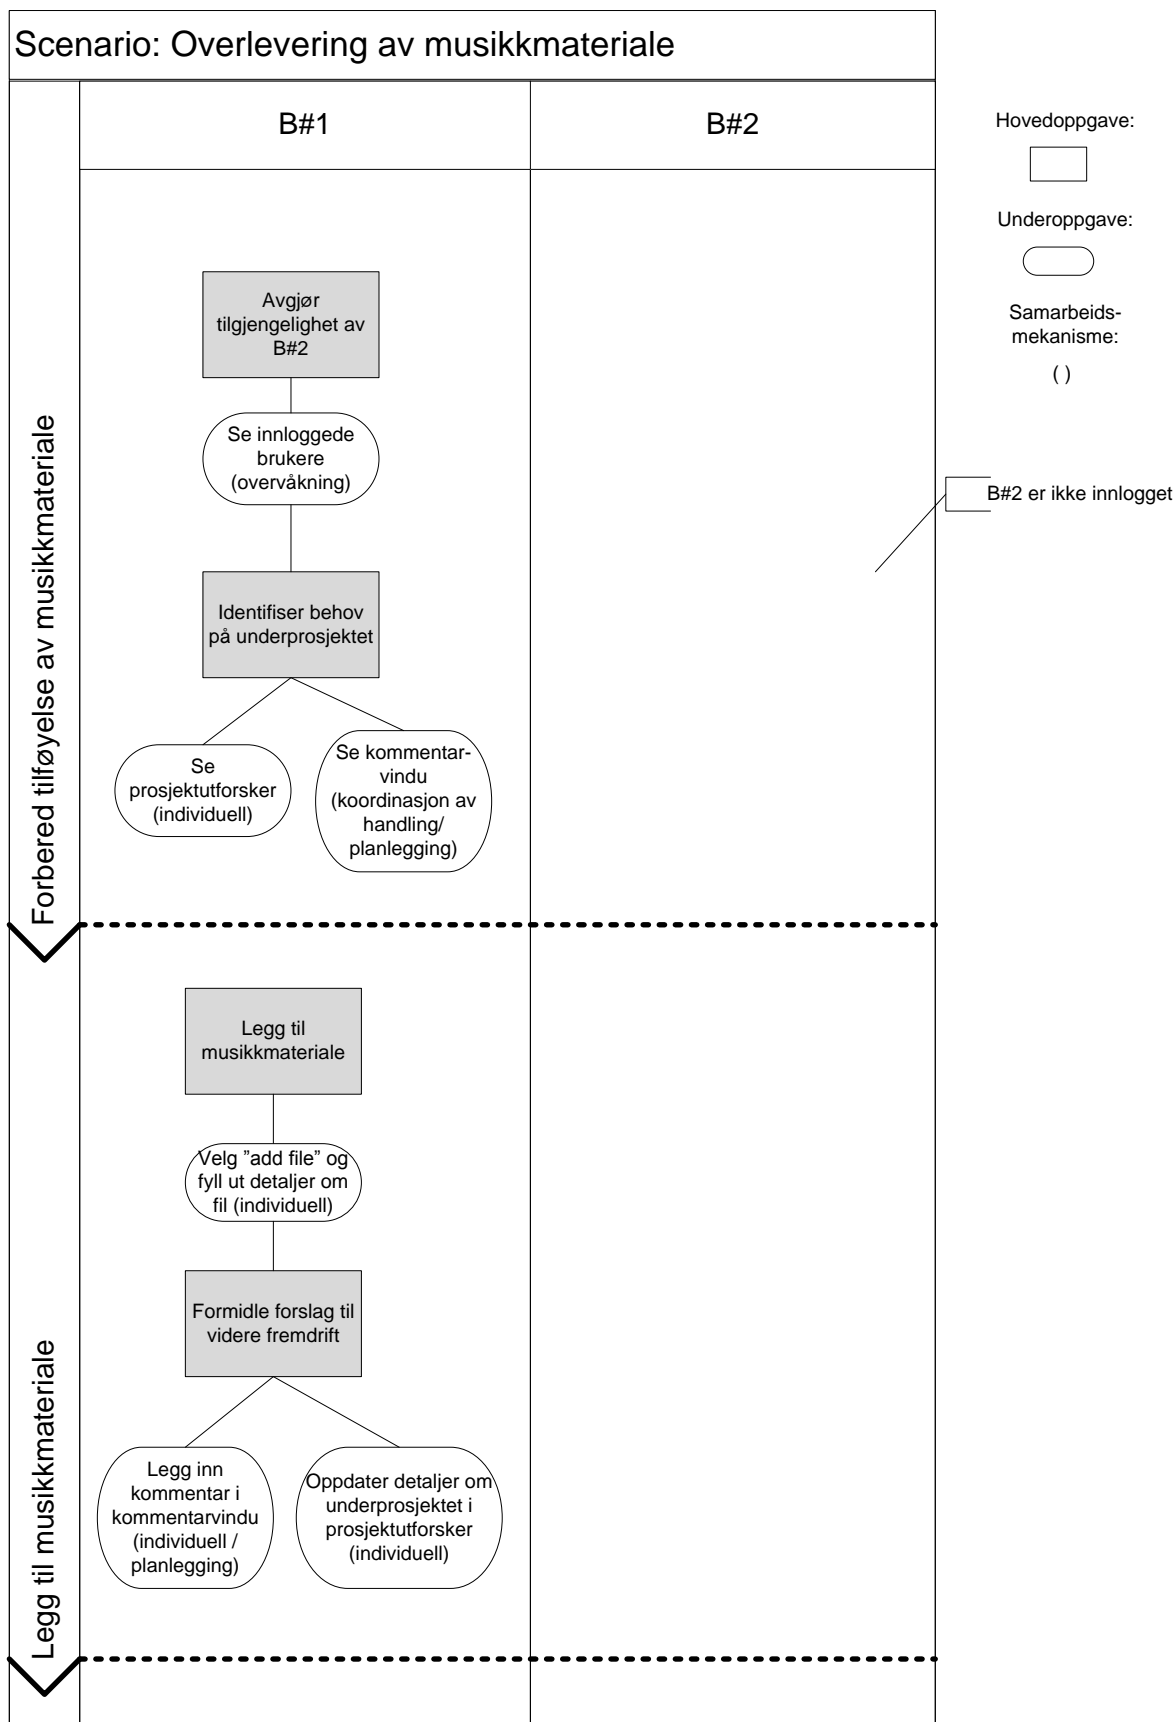 Scenario: Overlevering av musikkmateriale
B#1
B#2
Hovedoppgave:
Underoppgave:
Samarbeids-
mekanisme:
( )
Forbered tilføyelse av musikkmateriale
Avgjør
tilgjengelighet av
B#2
Se innloggede
brukere
(overvåkning)
B#2 er ikke innlogget
Identifiser behov
på underprosjektet
Se
prosjektutforsker
(individuell)
Se kommentar-
vindu
(koordinasjon av
handling/
planlegging)
Legg til musikkmateriale
Legg til
musikkmateriale
Velg ”add file” og
fyll ut detaljer om
fil (individuell)
Formidle forslag til
videre fremdrift
Legg inn
kommentar i
kommentarvindu
(individuell /
planlegging)
Oppdater detaljer om
underprosjektet i
prosjektutforsker
(individuell)